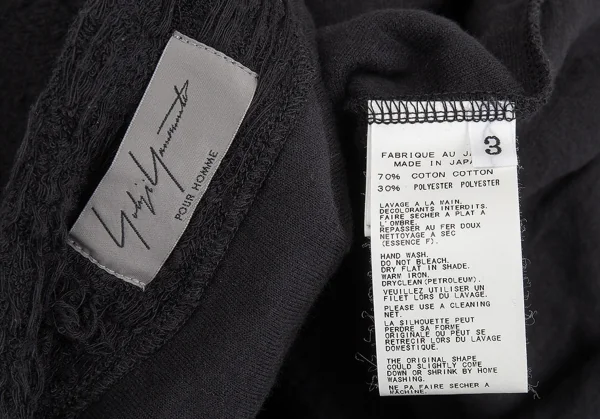 Yohji Yamamoto
POUR HOMME
3
FABRIQUE AU JA
MADE IN JAPA
70% COTON COTTON
30% POLYESTER POLYESTER
LAVAGE A LA MAIN.
DECOLORANTS INTERDITS.
FAIRE SECHER A PLAT A
L'OMBRE.
REPASSER AU FER DOUX
NETTOYAGE A SEC
(ESSENCE F).
HAND WASH.
DO NOT BLEACH.
DRY FLAT IN SHADE.
WARM IRON.
DRYCLEAN(PETROLEUM).
VEUILLEZ UTILISER UN
FILET LORS DU LAVAGE.
PLEASE USE A CLEANING
NET.
LA SILHOUETTE PEUT
PERDRE SA FORME
ORIGINALE OU PEUT SE
RETRECIR LORS DU LAVAGE
DOMESTIQUE.
THE ORIGINAL SHAPE
COULD SLIGHTLY COME
DOWN OR SHRINK BY HOME
WASHING.
NE PA FAIRE SECHER A
MACHINE.